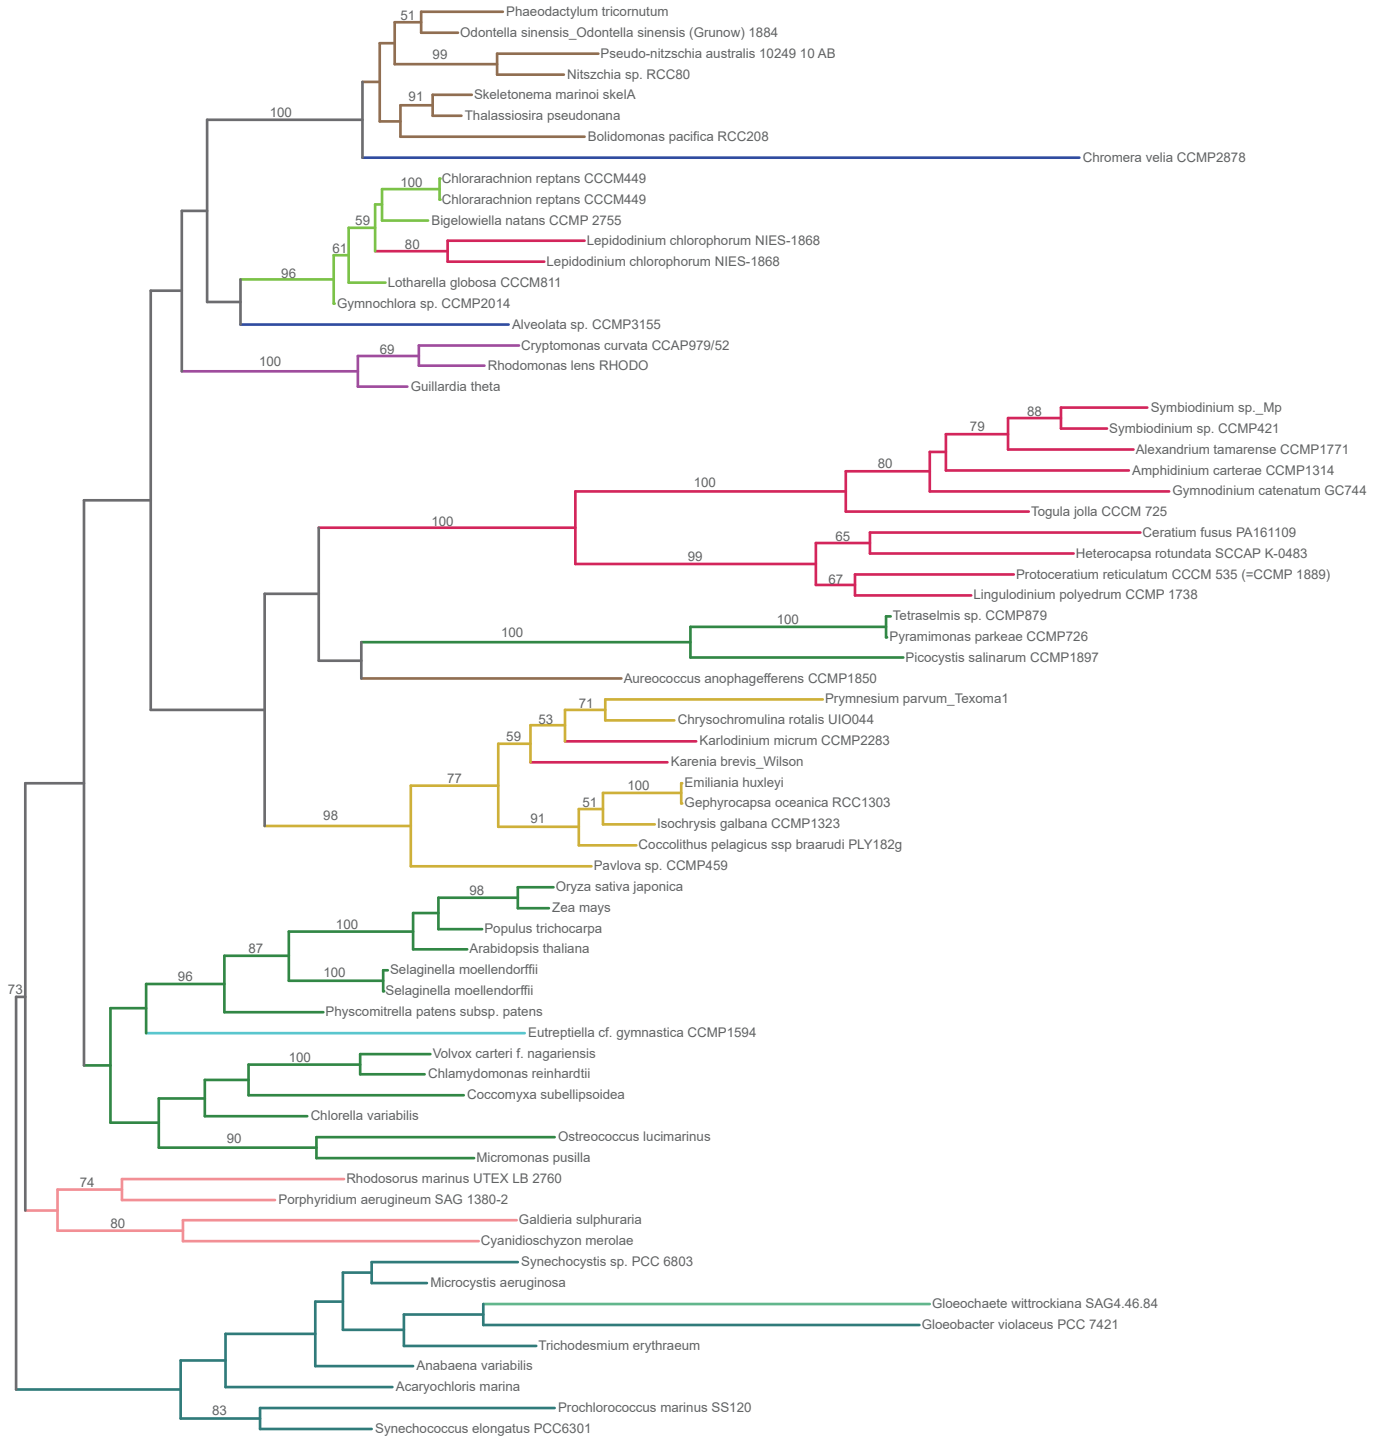 51
Phaeodactylum tricornutum
Odontella sinensis_Odontella sinensis (Grunow) 1884
99
Pseudo-nitzschia australis 10249 10 AB
Nitszchia sp. RCC80
91
Skeletonema marinoi skelA
100
Thalassiosira pseudonana
Bolidomonas pacifica RCC208
Chromera velia CCMP2878
100
Chlorarachnion reptans CCCM449
Chlorarachnion reptans CCCM449
59
Bigelowiella natans CCMP 2755
80
Lepidodinium chlorophorum NIES-1868
61
Lepidodinium chlorophorum NIES-1868
96
Lotharella globosa CCCM811
Gymnochlora sp. CCMP2014
Alveolata sp. CCMP3155
69
Cryptomonas curvata CCAP979/52
100
Rhodomonas lens RHODO
Guillardia theta
88
Symbiodinium sp._Mp
79
Symbiodinium sp. CCMP421
Alexandrium tamarense CCMP1771
80
Amphidinium carterae CCMP1314
100
Gymnodinium catenatum GC744
Togula jolla CCCM 725
100
Ceratium fusus PA161109
65
Heterocapsa rotundata SCCAP K-0483
99
Protoceratium reticulatum CCCM 535 (=CCMP 1889)
67
Lingulodinium polyedrum CCMP 1738
100
Tetraselmis sp. CCMP879
100
Pyramimonas parkeae CCMP726
Picocystis salinarum CCMP1897
Aureococcus anophagefferens CCMP1850
71
Prymnesium parvum_Texoma1
53
Chrysochromulina rotalis UIO044
59
Karlodinium micrum CCMP2283
Karenia brevis_Wilson
77
100
Emiliania huxleyi
51
Gephyrocapsa oceanica RCC1303
98
91
Isochrysis galbana CCMP1323
Coccolithus pelagicus ssp braarudi PLY182g
Pavlova sp. CCMP459
98
Oryza sativa japonica
Zea mays
100
Populus trichocarpa
87
Arabidopsis thaliana
96
100
Selaginella moellendorffii
73
Selaginella moellendorffii
Physcomitrella patens subsp. patens
Eutreptiella cf. gymnastica CCMP1594
100
Volvox carteri f. nagariensis
Chlamydomonas reinhardtii
Coccomyxa subellipsoidea
Chlorella variabilis
90
Ostreococcus lucimarinus
Micromonas pusilla
74
Rhodosorus marinus UTEX LB 2760
Porphyridium aerugineum SAG 1380-2
80
Galdieria sulphuraria
Cyanidioschyzon merolae
Synechocystis sp. PCC 6803
Microcystis aeruginosa
Gloeochaete wittrockiana SAG4.46.84
Gloeobacter violaceus PCC 7421
Trichodesmium erythraeum
Anabaena variabilis
Acaryochloris marina
83
Prochlorococcus marinus SS120
Synechococcus elongatus PCC6301